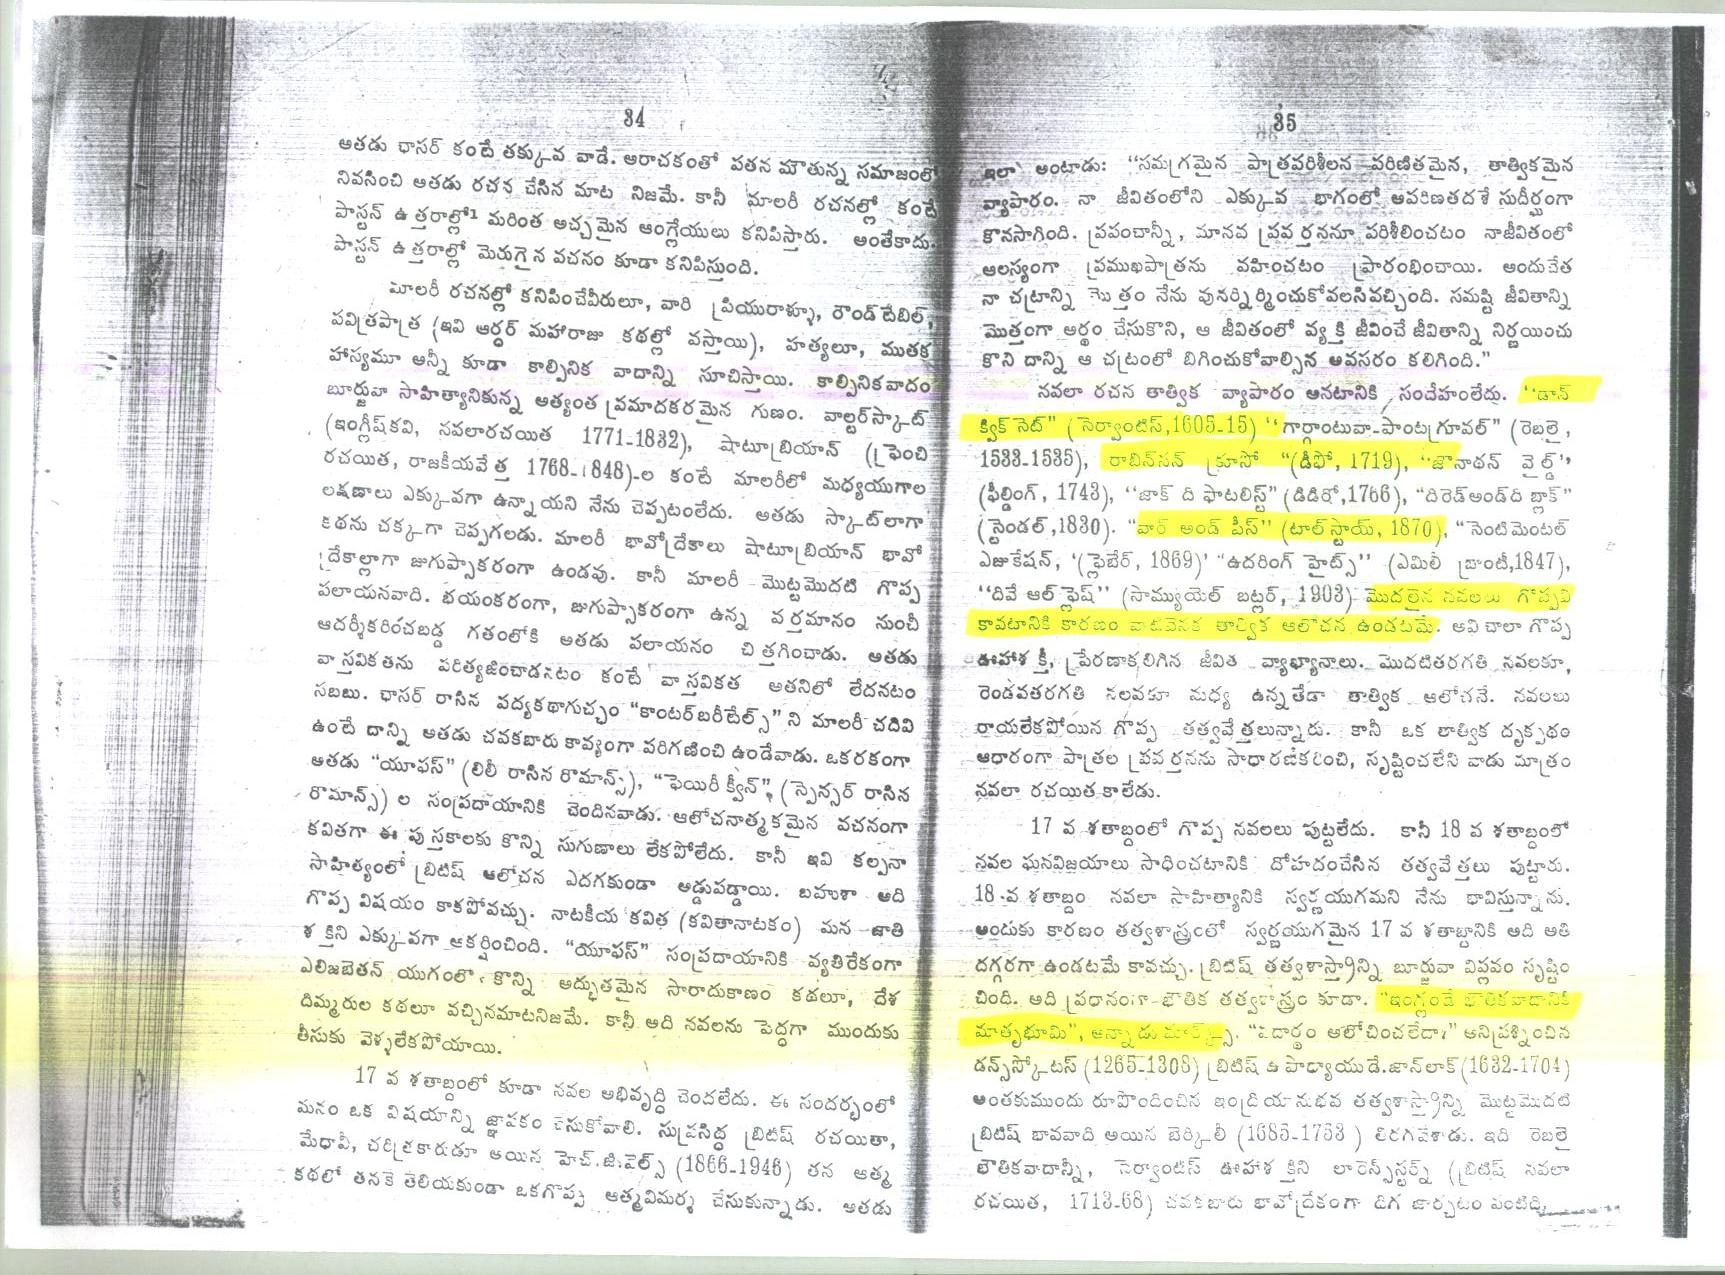 34
అతడు ఛాసర్ కంటే తక్కువ వాడే. అరాచకంతో పతన మౌతున్న సమాజంలో
నివసించి అతడు రచన చేసిన మాట నిజమే. కానీ మాలరీ రచనల్లో కంటే
పాస్టన్ ఉత్తరాల్లో1 మరింత అచ్చమైన ఆంగ్లేయులు కనిపిస్తారు. అంతేకాదు.
పాస్టన్ ఉత్తరాల్లో మెరుగైన వచనం కూడా కనిపిస్తుంది.
మాలరీ రచనల్లో కనిపించేవీరులూ, వారి ప్రియురాళ్ళూ, రౌండ్‌టేబిల్,
పవిత్రపాత్ర (ఇవి ఆర్థర్ మహారాజు కథల్లో వస్తాయి), హత్యలూ, ముతక
హాస్యమూ అన్నీ కూడా కాల్పినిక వాదాన్ని సూచిస్తాయి. కాల్పినికవాదం
బూర్జువా సాహిత్యానికున్న అత్యంత ప్రమాదకరమైన గుణం. వాల్టర్‌స్కాట్
(ఇంగ్లీష్‌కవి, నవలారచయిత 1771-1832), షాటూబ్రియాన్ (ఫ్రెంచి
రచయిత, రాజకీయవేత్త 1768-1848)-ల కంటే మాలరీలో మధ్యయుగాల
లక్షణాలు ఎక్కువగా ఉన్నాయని నేను చెప్పటంలేదు. అతడు స్కాట్‌లాగా
కథను చక్కగా చెప్పగలడు. మాలరీ భావోద్రేకాలు షాటూబ్రియాన్ భావో
ద్రేకాల్లాగా జుగుప్సాకరంగా ఉండవు. కానీ మాలరీ మొట్టమొదటి గొప్ప
పలాయనవాది. భయంకరంగా, జుగుప్సాకరంగా ఉన్న వర్తమానం నుంచీ
ఆదర్శీకరించబడ్డ గతంలోకి అతడు పలాయనం చిత్తగించాడు. అతడు
వాస్తవికతను పరిత్యజించాడనటం కంటే వాస్తవికత అతనిలో లేదనటం
సబబు. ఛాసర్ రాసిన పద్యకథాగుచ్ఛం “కాంటర్‌బరీటేల్స్” ని మాలరీ చదివి
ఉంటే దాన్ని అతడు చవకబారు కావ్యంగా పరిగణించి ఉండేవాడు. ఒకరకంగా
అతడు “యూఫస్” (లిలీ రాసిన రొమాన్స్), “ఫెయిరీ క్వీన్”, (స్పెన్సర్ రాసిన
రొమాన్స్) ల సంప్రదాయానికి చెందినవాడు. ఆలోచనాత్మకమైన వచనంగా
కవితగా ఈ పుస్తకాలకు కొన్ని సుగుణాలు లేకపోలేదు. కానీ ఇవి కల్పనా
సాహిత్యంలో బ్రిటిష్ ఆలోచన ఎదగకుండా అడ్డుపడ్డాయి. బహుశా అది
గొప్ప విషయం కాకపోవచ్చు. నాటకీయ కవిత (కవితానాటకం) మన జాతి
శక్తిని ఎక్కువగా ఆకర్షించింది. “యూఫస్” సంప్రదాయానికి వ్యతిరేకంగా
ఎలిజబెతన్ యుగంలో కొన్ని అద్భుతమైన సారాదుకాణం కథలూ, దేశ
దిమ్మరుల కథలూ వచ్చినమాటనిజమే. కానీ అది నవలను పెద్దగా ముందుకు
తీసుకు వెళ్ళలేకపోయాయి.
17 వ శతాబ్దంలో కూడా నవల అభివృద్ధి చెందలేదు. ఈ సందర్భంలో
మనం ఒక విషయాన్ని జ్ఞాపకం చేసుకోవాలి. సుప్రసిద్ధ బ్రిటిష్ రచయితా,
మేధావీ, చరిత్రకారుడూ అయిన హెచ్.జి.వెల్స్ (1866-1946) తన ఆత్మ
కథలో తనకే తెలియకుండా ఒకగొప్ప ఆత్మవిమర్శ చేసుకున్నాడు. అతడు
35
ఇలా అంటాడు: “సమగ్రమైన పాత్రపరిశీలన పరిణితమైన, తాత్వికమైన
వ్యాపారం. నా జీవితంలోని ఎక్కువ భాగంలో అపరిణతదశే సుదీర్ఘంగా
కొనసాగింది. ప్రపంచాన్నీ, మానవ ప్రవర్తననూ పరిశీలించటం నాజీవితంలో
ఆలస్యంగా ప్రముఖపాత్రను వహించటం ప్రారంభించాయి. అందుచేత
నా చట్రాన్ని మొత్తం నేను పునర్నిర్మించుకోవలసివచ్చింది. సమష్టి జీవితాన్ని
మొత్తంగా అర్థం చేసుకొని, ఆ జీవితంలో వ్యక్తి జీవించే జీవితాన్ని నిర్ణయించు
కొని దాన్ని ఆ చట్రంలో బిగించుకోవాల్సిన అవసరం కలిగింది.”
నవలా రచన తాత్విక వ్యాపారం అనటానికి సందేహంలేదు. “డాన్
క్విక్‌సెట్” (సెర్వాంటిస్,1605-15) “గార్గాంటువా-పాంటగ్రూవల్” (రెబలై,
1533-1535), రాబిన్‌సన్ క్రూసో “(డీఫో, 1719), “జొనాథన్ వైల్డ్”
(ఫీల్డింగ్, 1743), “జాక్ ది ఫాటలిస్ట్” (డిడిరో,1766), “దిరెడ్‌అండ్‌ది బ్లాక్”
(స్టెండల్,1830). “వార్ అండ్ పీస్” (టాల్‌స్టాయ్, 1870), “సెంటిమెంటల్
ఎజుకేషన్, ‘(ఫ్లెబేర్, 1869)’ “ఉదరింగ్ హైట్స్” (ఎమిలీ బ్రాంటీ,1847),
“దివే ఆల్ ఫ్లెష్” (సామ్యుయెల్ బట్లర్, 1903) మొదలైన నవలలు గొప్పవి
కావటానికి కారణం వాటివెనక తాత్విక ఆలోచన ఉండటమే. అవి చాలా గొప్ప
ఊహాశక్తీ, ప్రేరణాకలిగిన జీవిత వ్యాఖ్యానాలు. మొదటితరగతి నవలకూ,
రెండవతరగతి నలవకూ మధ్య ఉన్నతేడా తాత్విక ఆలోచనే. నవలలు
రాయలేకపోయిన గొప్ప తత్వవేత్తలున్నారు. కానీ ఒక తాత్విక దృక్పథం
ఆధారంగా పాత్రల ప్రవర్తనను సాధారణీకరించి, సృష్టించలేని వాడు మాత్రం
నవలా రచయిత కాలేడు.
17 వ శతాబ్దంలో గొప్ప నవలలు పుట్టలేదు. కానీ 18 వ శతాబ్దంలో
నవల ఘనవిజయాలు సాధించటానికి దోహదంచేసిన తత్వవేత్తలు పుట్టారు.
18-వ శతాబ్దం నవలా సాహిత్యానికి స్వర్ణయుగమని నేను భావిస్తున్నాను.
అందుకు కారణం తత్వశాస్త్రంలో స్వర్ణయుగమైన 17 వ శతాబ్దానికి అది అతి
దగ్గరగా ఉండటమే కావచ్చు. బ్రిటిష్ తత్వశాస్త్రాన్ని బూర్జువా విప్లవం సృష్టిం
చింది. అది ప్రధానంగా భౌతిక తత్వశాస్త్రం కూడా. “ఇంగ్లండే భౌతికవాదానికి
మాతృభూమి”, అన్నాడు మార్క్స్. “పదార్థం ఆలోచించలేదా?” అనిప్రశ్నించిన
డన్స్‌స్కోటస్ (1265-1308) బ్రిటిష్ ఉపాధ్యాయుడే.జాన్‌లాక్ (1632-1704)
అంతకుముందు రూపొందించిన ఇంద్రియానుభవ తత్వశాస్త్రాన్ని మొట్టమొదటి
బ్రిటిష్ భావవాది అయిన బెర్కిలీ (1685-1753 ) తిరగవేశాడు. ఇది రెబలై
భౌతికవాదాన్నీ, సెర్వాంటిస్ ఊహాశక్తిని లారెన్స్‌స్టెర్న్ (బ్రిటిష్ నవలా
రచయిత, 1713-68) చవకబారు భావోద్రేకంగా దిగజార్చటం వంటిది.